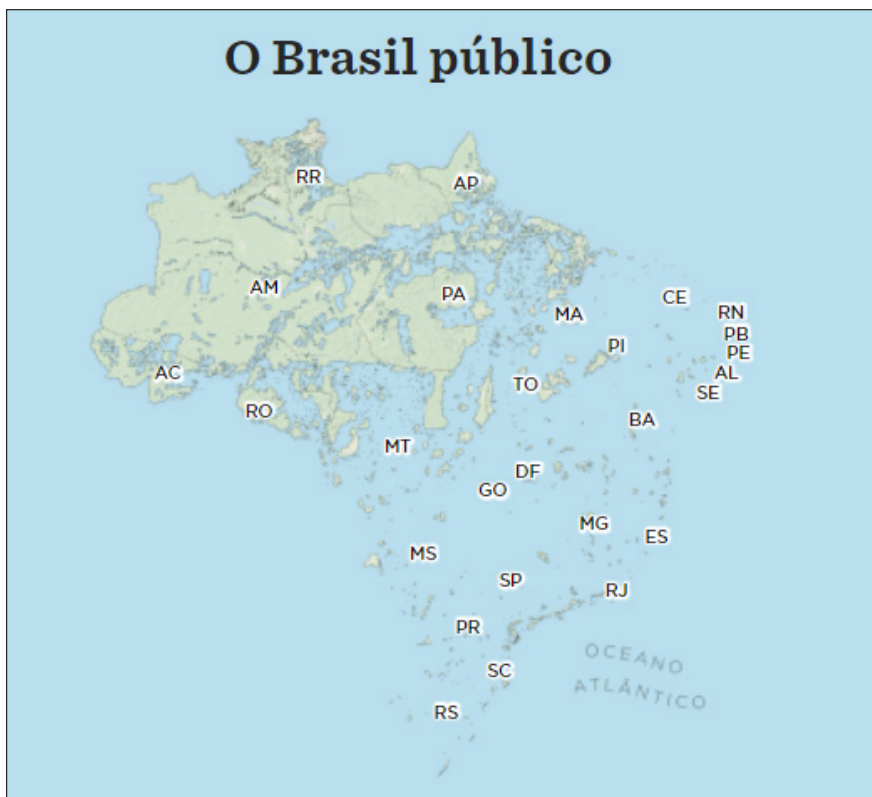 O Brasil público
RR
AP
AM
PA
CE
MA
RN
PB
PI
PE
AL
AC
TO
SE
RO
BA
MT
DF
GO
MG
ES
MS
SP
RJ
PR
OCEANO
SC
ATLÂNTICO
RS